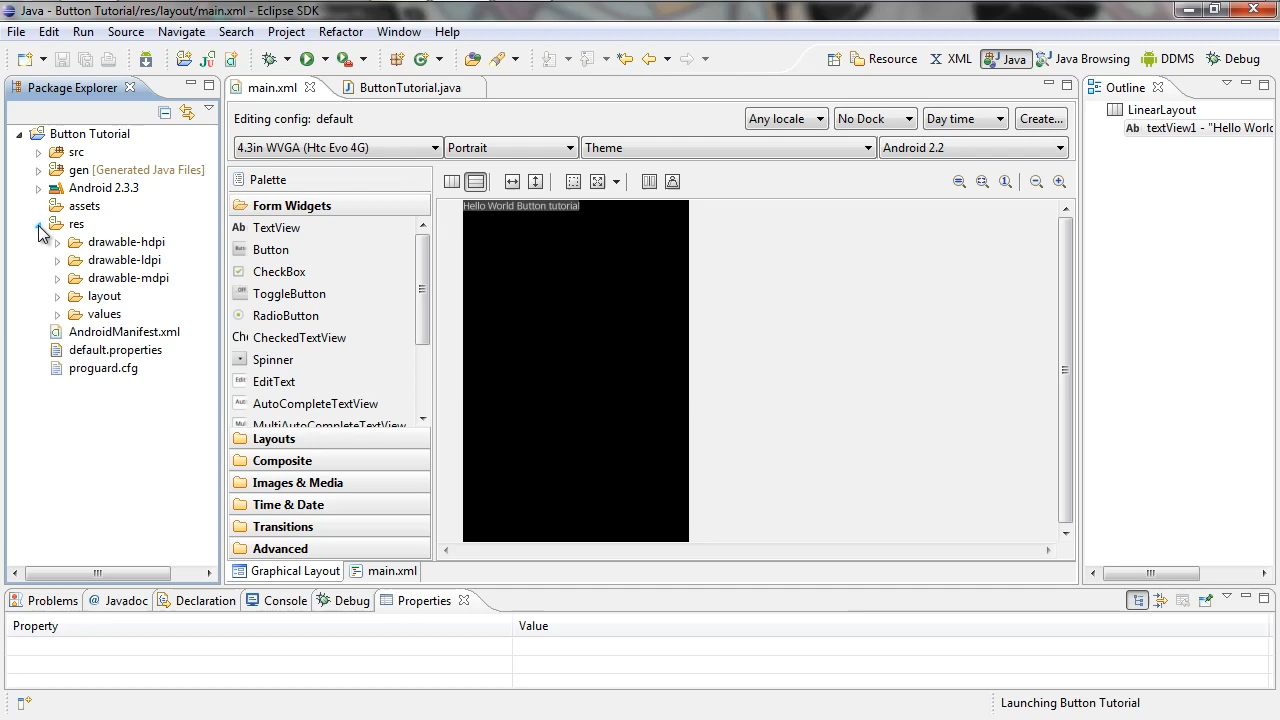 Java - Button Tutorial/res/layout/main.xml - Eclipse SDK
File Edit Run Source Navigate Search Project Refactor Window Help
Resource XML Java Java Browsing DDMS Debug
Package Explorer
Button Tutorial
src
gen [Generated Java Files]
Android 2.3.3
assets
res
drawable-hdpi
drawable-ldpi
drawable-mdpi
layout
values
AndroidManifest.xml
default.properties
proguard.cfg
main.xml ButtonTutorial.java
Editing config: default Any locale No Dock Day time Create...
4.3in WVGA (Htc Evo 4G) Portrait Theme Android 2.2
Palette
Form Widgets
Ab TextView
Button
CheckBox
ToggleButton
RadioButton
CheckedTextView
Spinner
EditText
AutoCompleteTextView
MultiAutoCompleteTextView
Layouts
Composite
Images & Media
Time & Date
Transitions
Advanced
Hello World Button tutorial
Graphical Layout main.xml
Outline
LinearLayout
Ab textView1 - "Hello World
Problems @ Javadoc Declaration Console Debug Properties
Property Value
Launching Button Tutorial